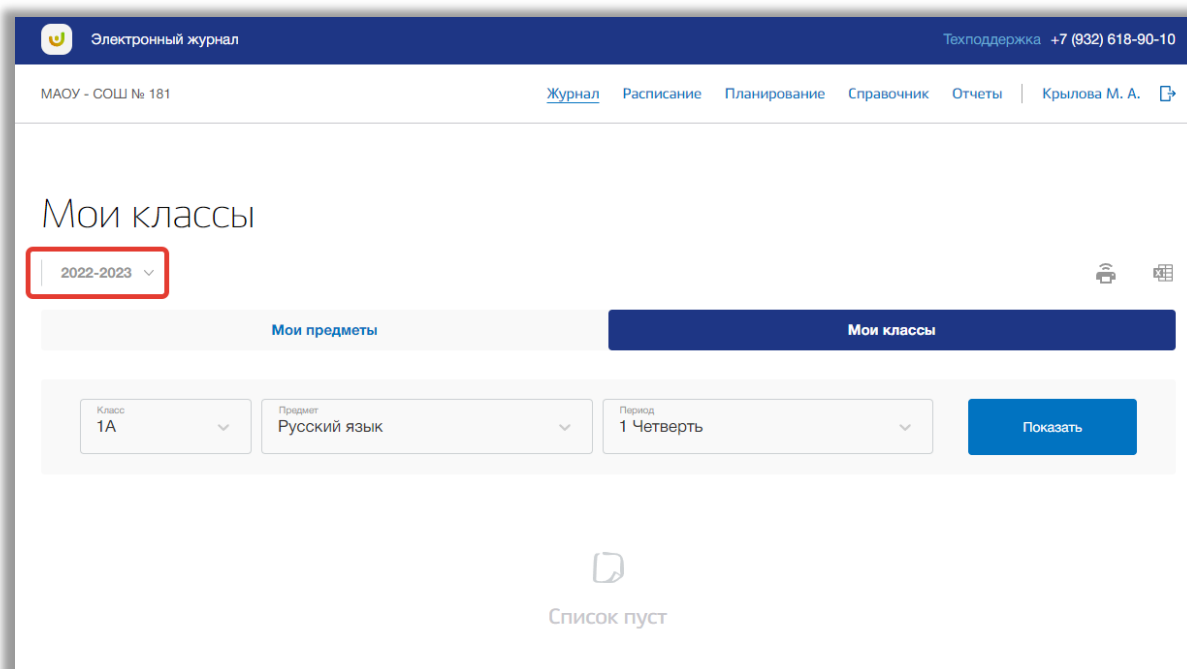 Электронный журнал
Техподдержка +7 (932) 618-90-10
МАОУ - СОШ № 181
Журнал Расписание Планирование Справочник Отчеты Крылова М. А.
Мои классы
2022-2023
Мои предметы
Мои классы
Класс
1А
Предмет
Русский язык
Период
1 Четверть
Показать
Список пуст